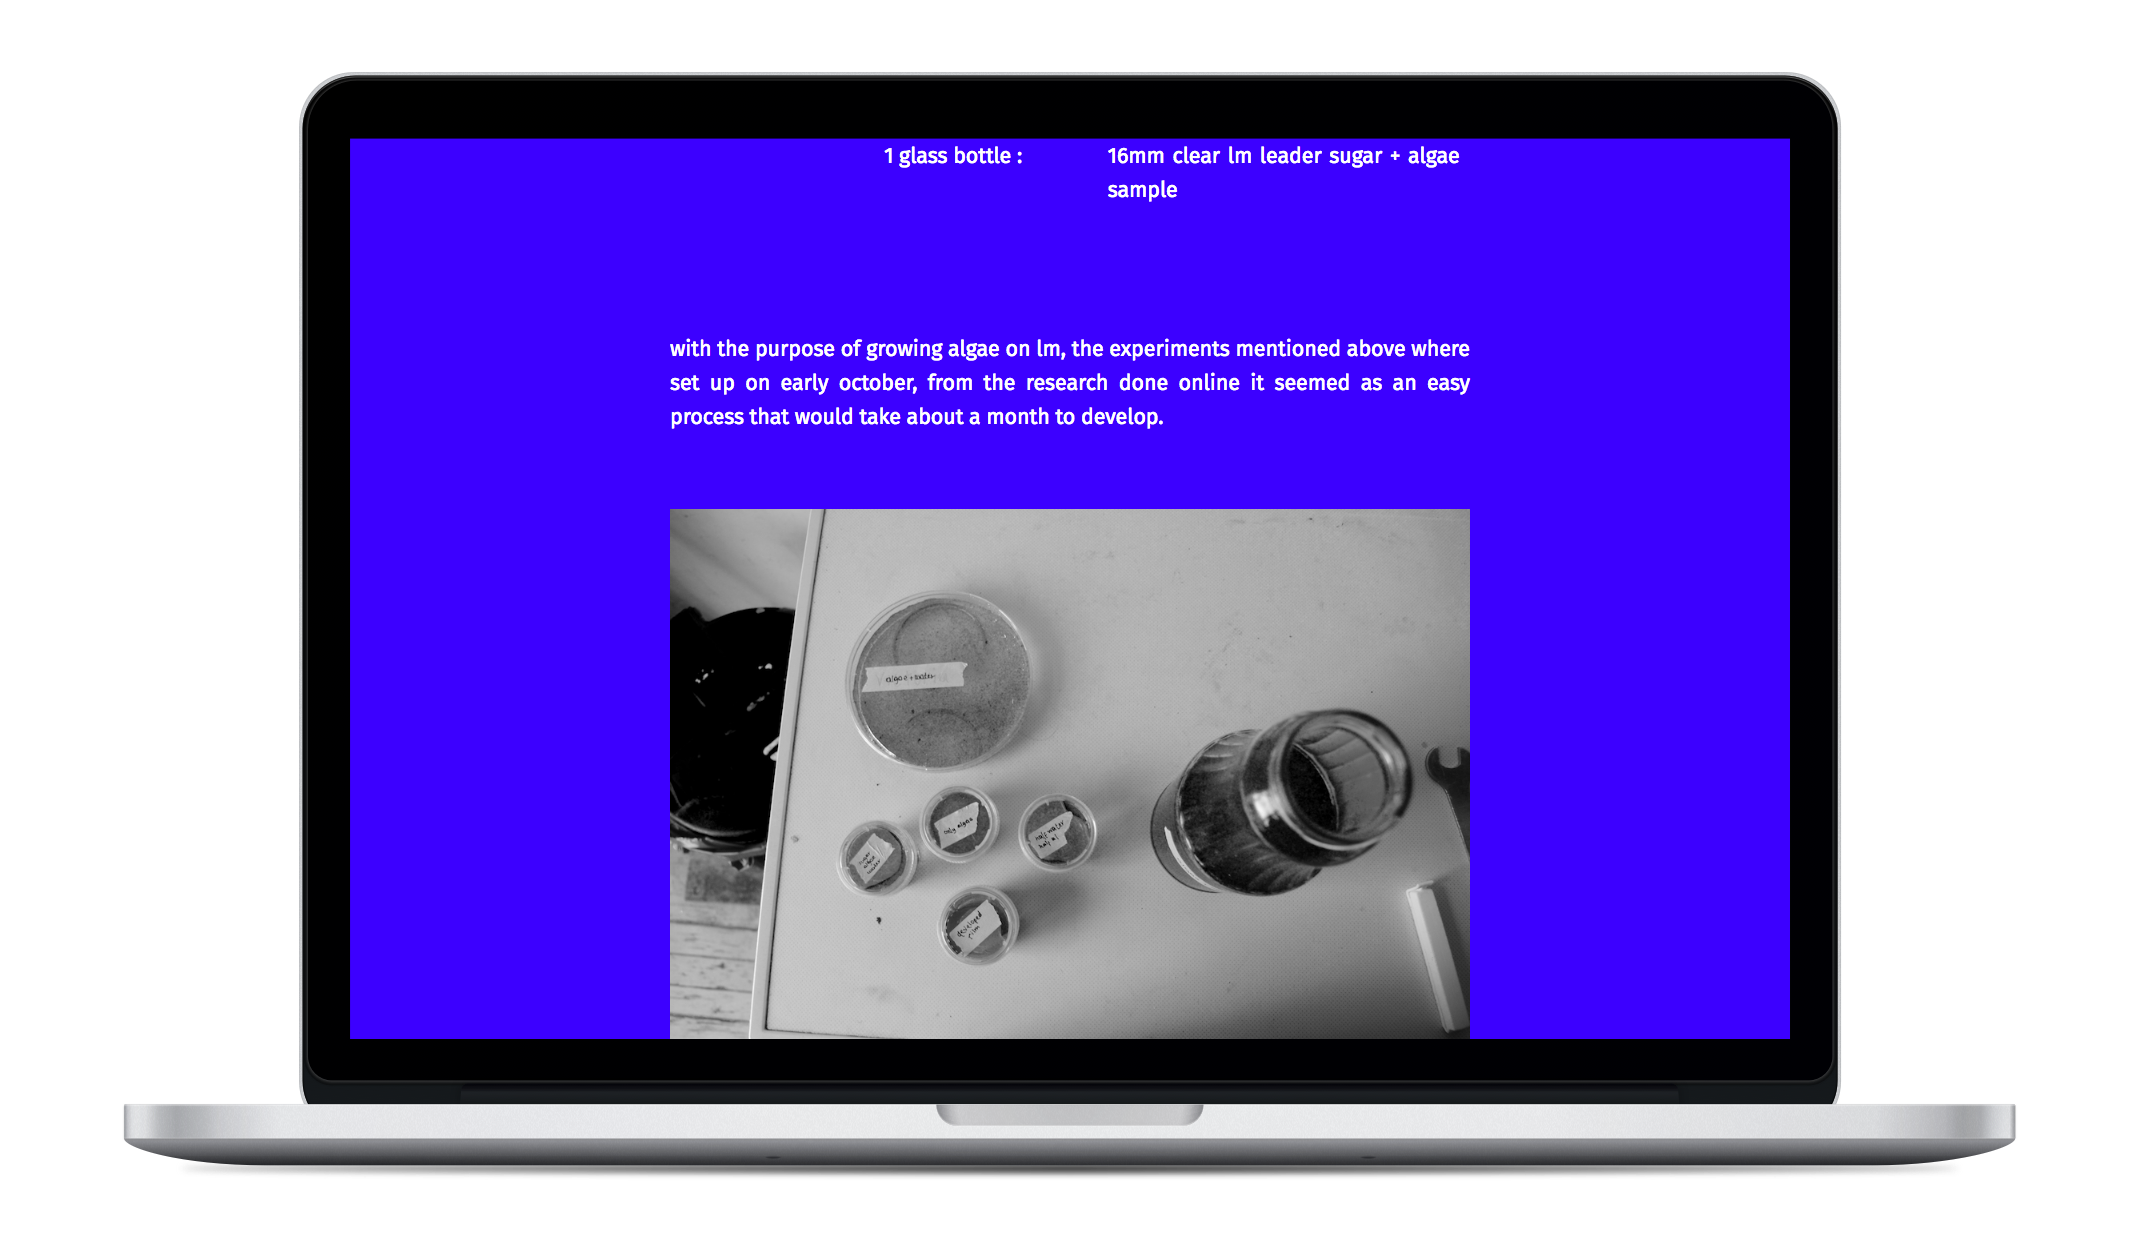 1 glass bottle : 16mm clear lm leader sugar + algae
sample
with the purpose of growing algae on lm, the experiments mentioned above where
set up on early october, from the research done online it seemed as an easy
process that would take about a month to develop.
algae + water
only algae
half water
developed
film